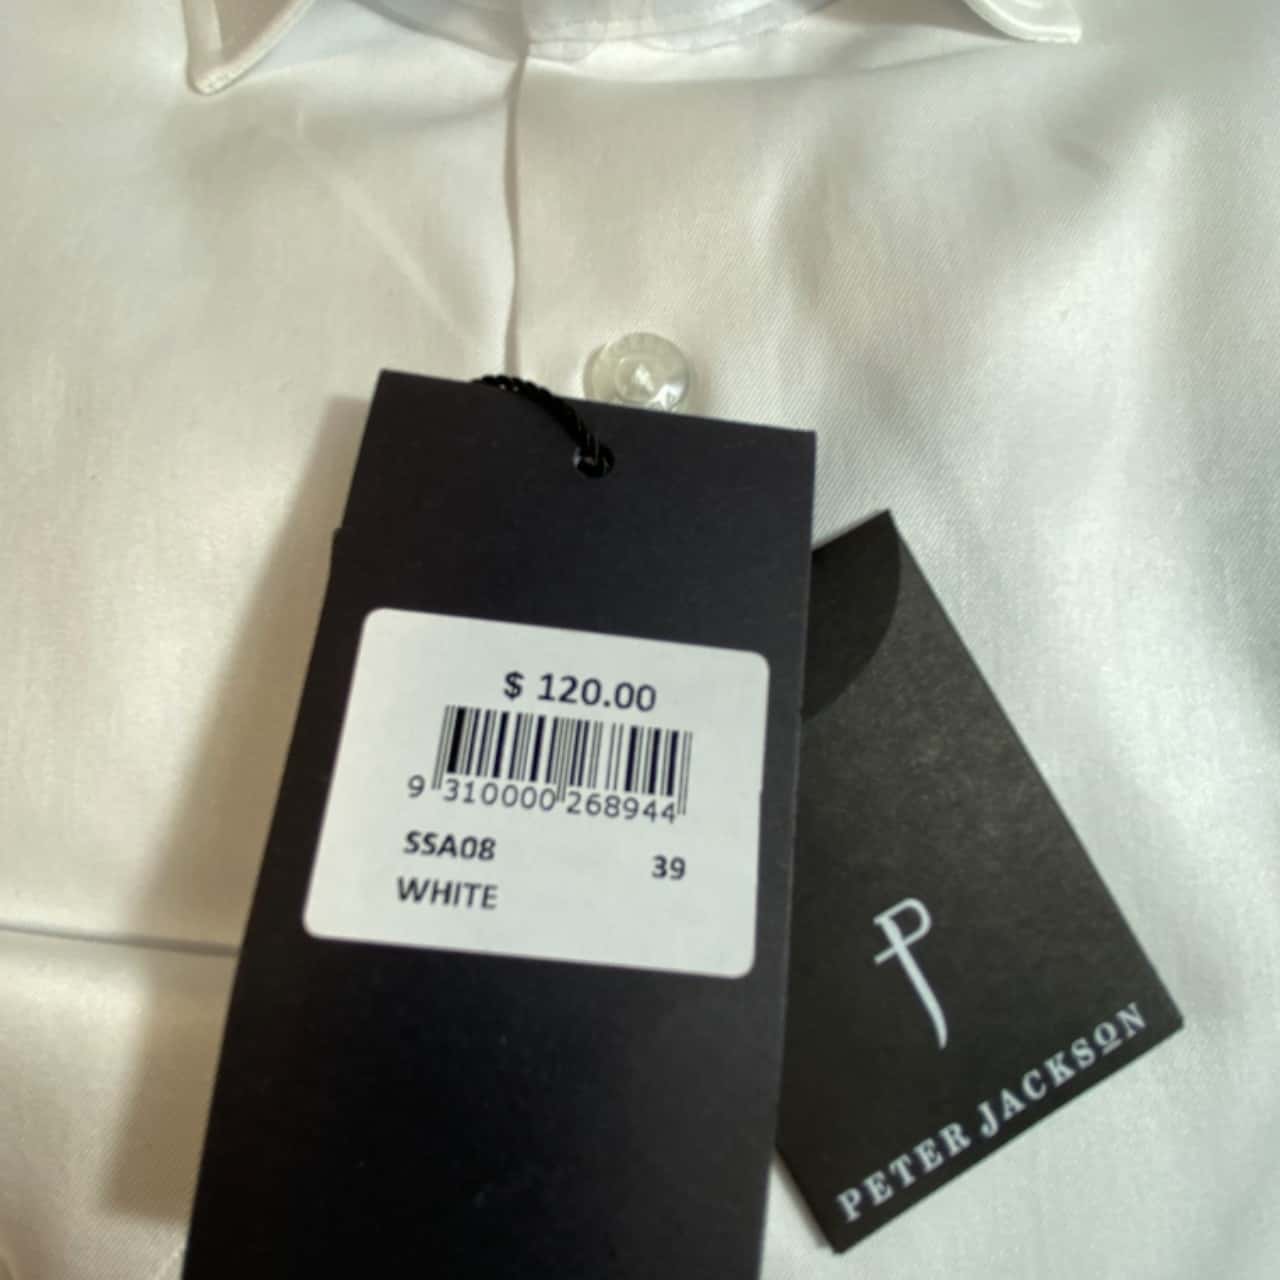 $ 120.00
9 310000 268944
SSA08 39
WHITE
PETER JACKSON